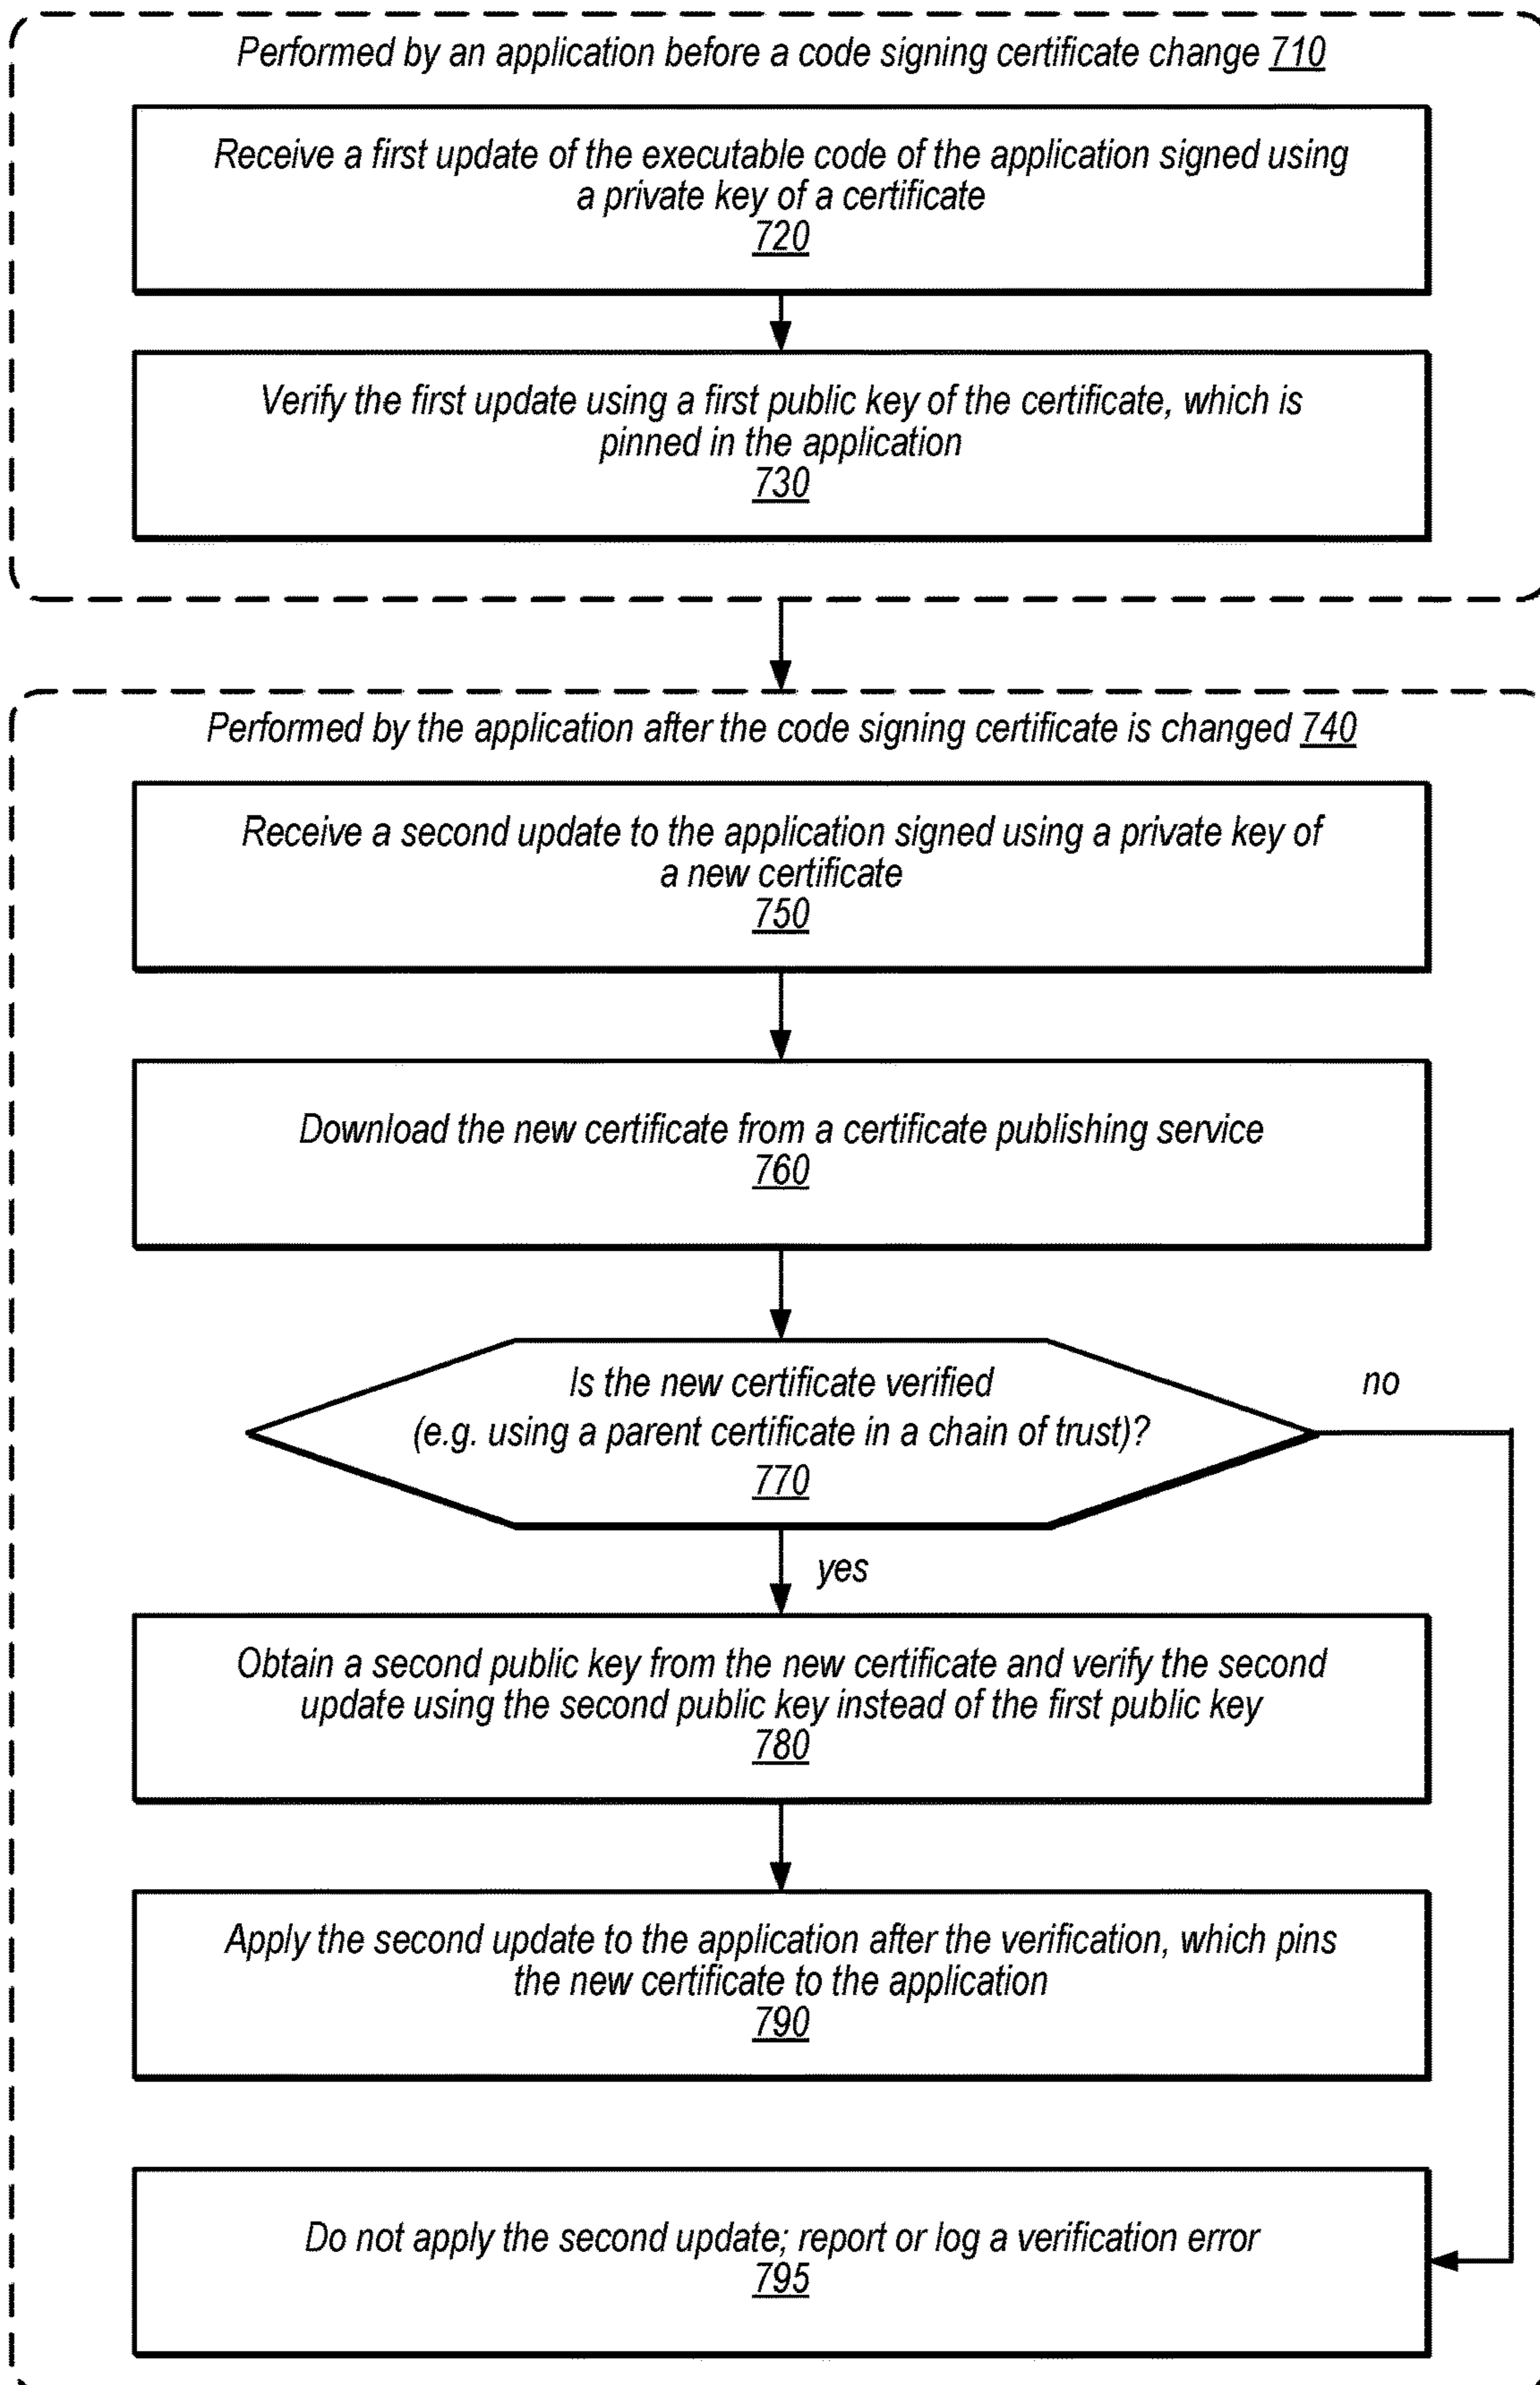 Performed by an application before a code signing certificate change 710
Receive a first update of the executable code of the application signed using
a private key of a certificate
720
Verify the first update using a first public key of the certificate, which is
pinned in the application
730
Performed by the application after the code signing certificate is changed 740
Receive a second update to the application signed using a private key of
a new certificate
750
Download the new certificate from a certificate publishing service
760
Is the new certificate verified
(e.g. using a parent certificate in a chain of trust)?
770
no
yes
Obtain a second public key from the new certificate and verify the second
update using the second public key instead of the first public key
780
Apply the second update to the application after the verification, which pins
the new certificate to the application
790
Do not apply the second update; report or log a verification error
795